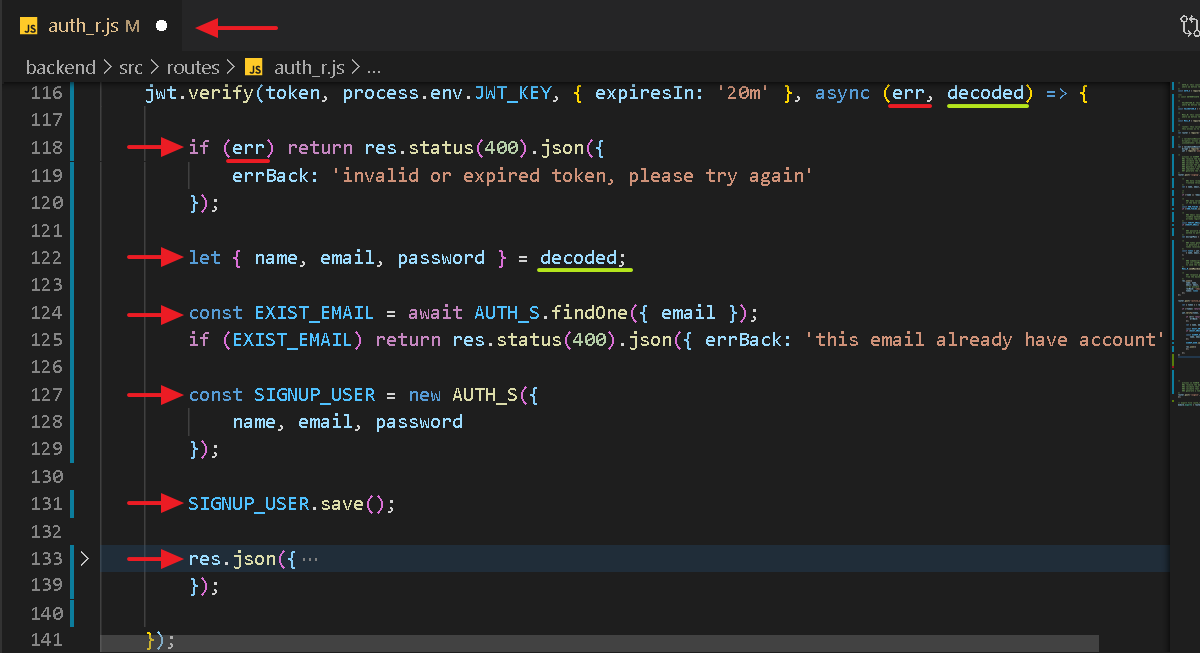 JS auth_r.js M
backend > src > routes > JS auth_r.js > ...
116 jwt.verify(token, process.env.JWT_KEY, { expiresIn: '20m' }, async (err, decoded) => {
117
118 if (err) return res.status(400).json({
119 errBack: 'invalid or expired token, please try again'
120 });
121
122 let { name, email, password } = decoded;
123
124 const EXIST_EMAIL = await AUTH_S.findOne({ email });
125 if (EXIST_EMAIL) return res.status(400).json({ errBack: 'this email already have account'
126
127 const SIGNUP_USER = new AUTH_S({
128 name, email, password
129 });
130
131 SIGNUP_USER.save();
132
133 > res.json({ ...
139 });
140
141 });